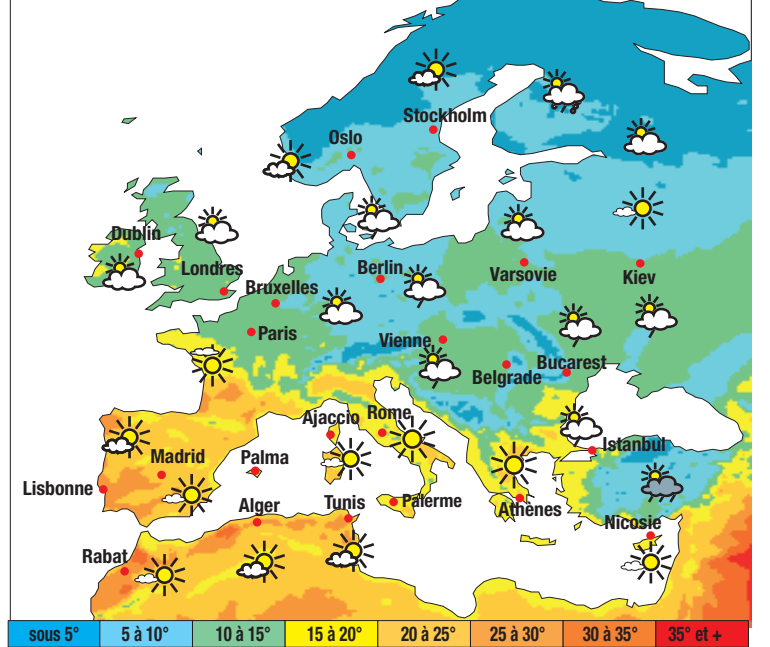 Stockholm
Oslo
Dublin
Londres
Bruxelles
Berlin
Varsovie
Kiev
Paris
Vienne
Belgrade
Bucarest
Ajaccio
Rome
Istanbul
Madrid
Palma
Lisbonne
Alger
Tunis
Palerme
Athènes
Nicosie
Rabat
sous 5° 5 à 10° 10 à 15° 15 à 20° 20 à 25° 25 à 30° 30 à 35° 35° et +